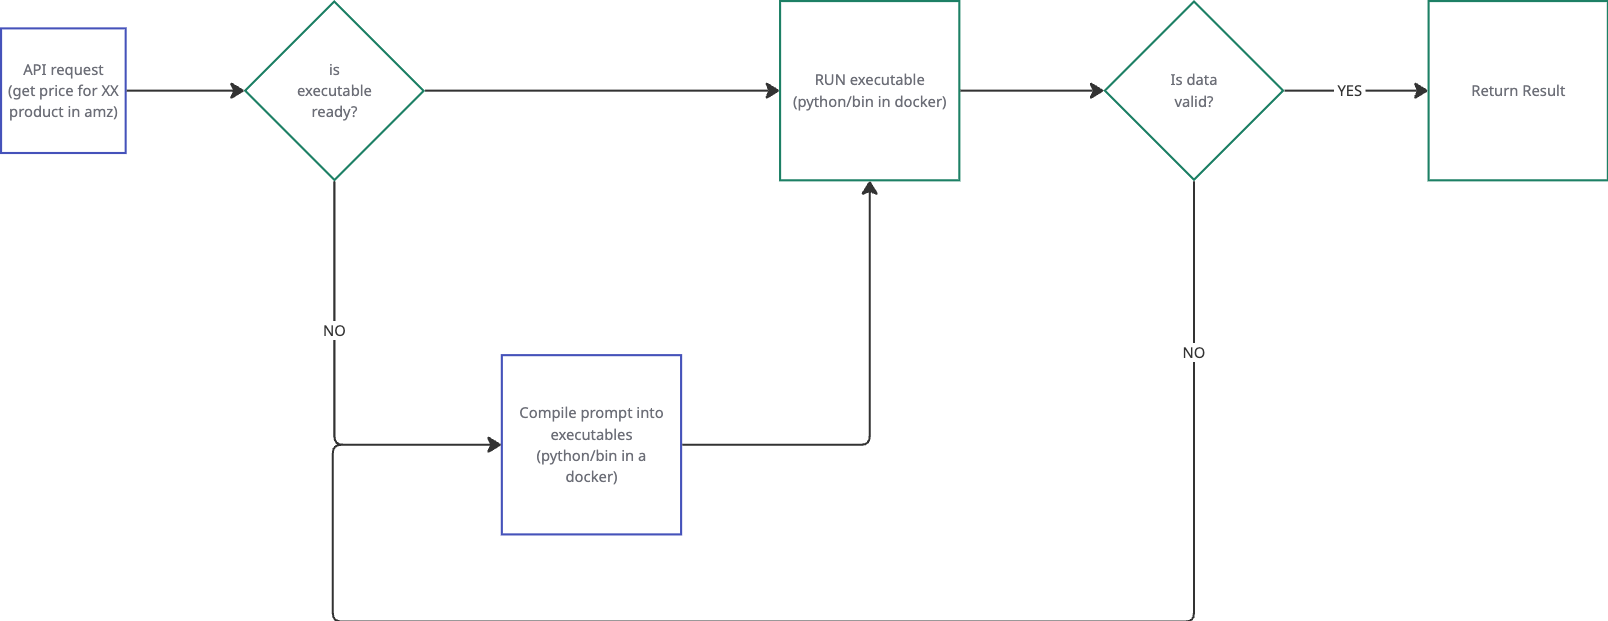 API request
(get price for XX
product in amz)
is
executable
ready?
RUN executable
(python/bin in docker)
Is data
valid?
YES
Return Result
NO
NO
Compile prompt into
executables
(python/bin in a
docker)